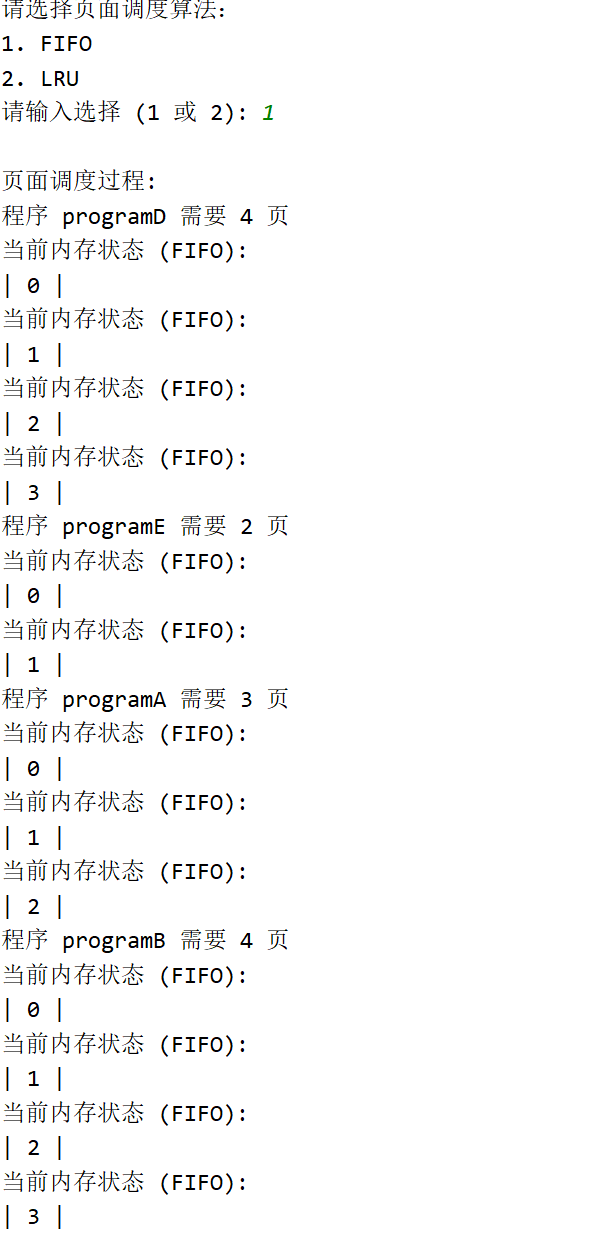 请选择页面调度算法:
1. FIFO
2. LRU
请输入选择 (1 或 2): 1
页面调度过程:
程序 programD 需要 4 页
当前内存状态 (FIFO):
| 0 |
当前内存状态 (FIFO):
| 1 |
当前内存状态 (FIFO):
| 2 |
当前内存状态 (FIFO):
| 3 |
程序 programE 需要 2 页
当前内存状态 (FIFO):
| 0 |
当前内存状态 (FIFO):
| 1 |
程序 programA 需要 3 页
当前内存状态 (FIFO):
| 0 |
当前内存状态 (FIFO):
| 1 |
当前内存状态 (FIFO):
| 2 |
程序 programB 需要 4 页
当前内存状态 (FIFO):
| 0 |
当前内存状态 (FIFO):
| 1 |
当前内存状态 (FIFO):
| 2 |
当前内存状态 (FIFO):
| 3 |